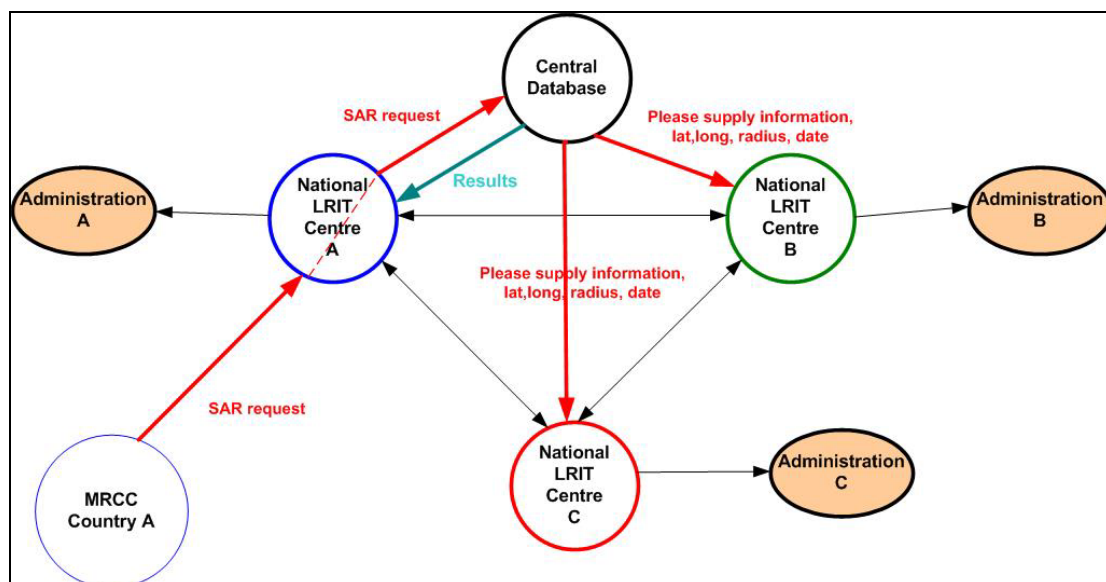 Central
Database
SAR request
Please supply information,
lat,long, radius, date
Results
Administration
A
National
LRIT
Centre
A
National
LRIT
Centre
B
Administration
B
Please supply information,
lat,long, radius, date
SAR request
National
LRIT
Centre
C
Administration
C
MRCC
Country A